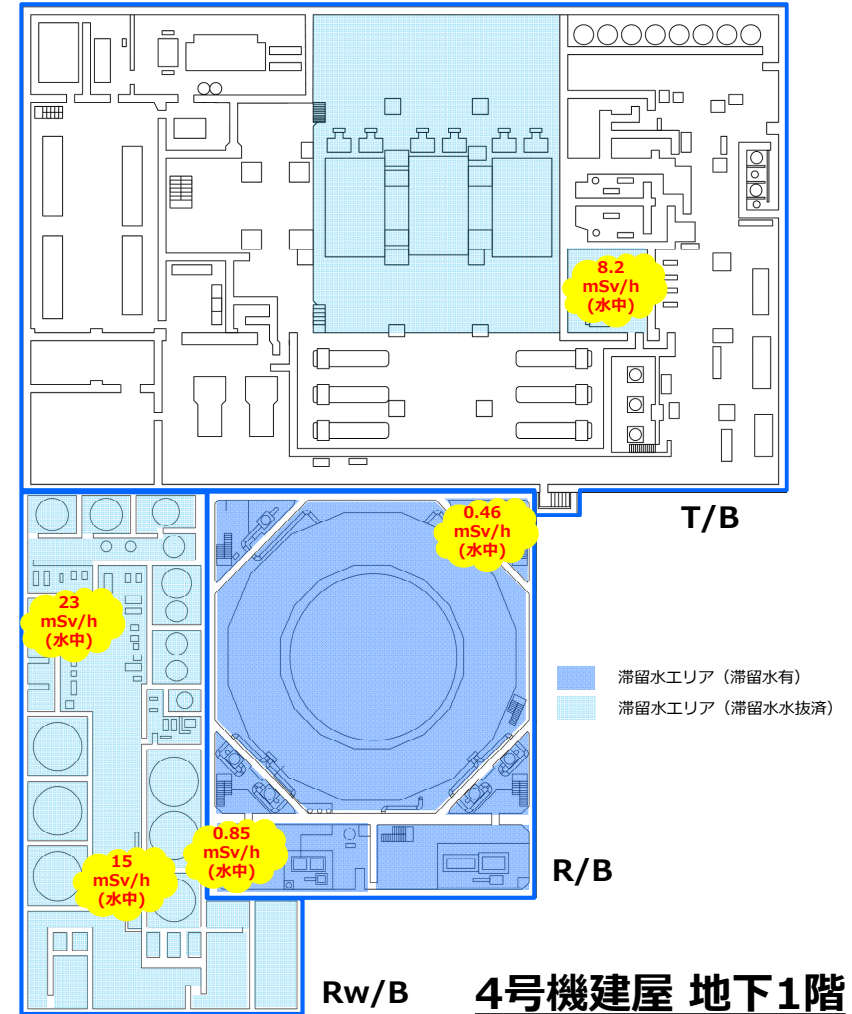 8.2
mSv/h
(水中)
T/B
0.46
mSv/h
(水中)
23
mSv/h
(水中)
滞留水エリア（滞留水有）
滞留水エリア（滞留水水抜済）
0.85
mSv/h
(水中)
15
mSv/h
(水中)
R/B
Rw/B
4号機建屋 地下1階